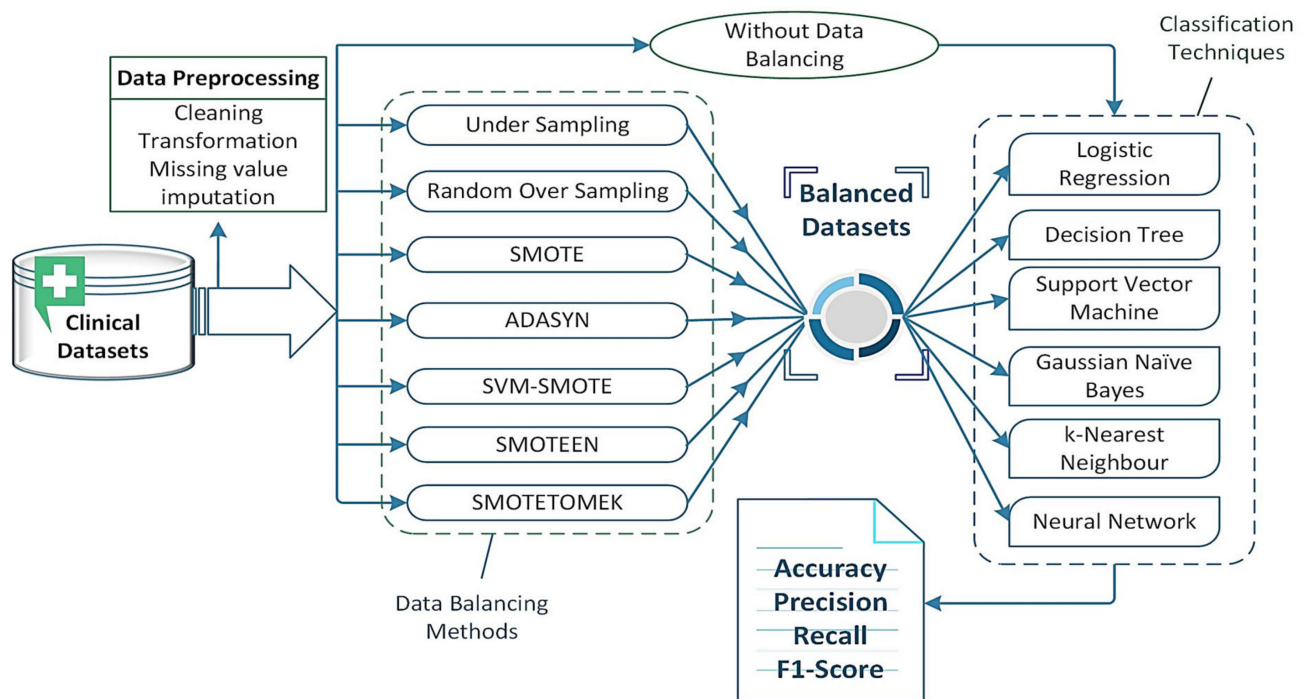 Without Data
Balancing
Classification
Techniques
Data Preprocessing
Cleaning
Transformation
Missing value
imputation
Clinical
Datasets
Under Sampling
Random Over Sampling
SMOTE
ADASYN
SVM-SMOTE
SMOTEEN
SMOTETOMEK
Data Balancing
Methods
Balanced
Datasets
Logistic
Regression
Decision Tree
Support Vector
Machine
Gaussian Naïve
Bayes
k-Nearest
Neighbour
Neural Network
Accuracy
Precision
Recall
F1-Score